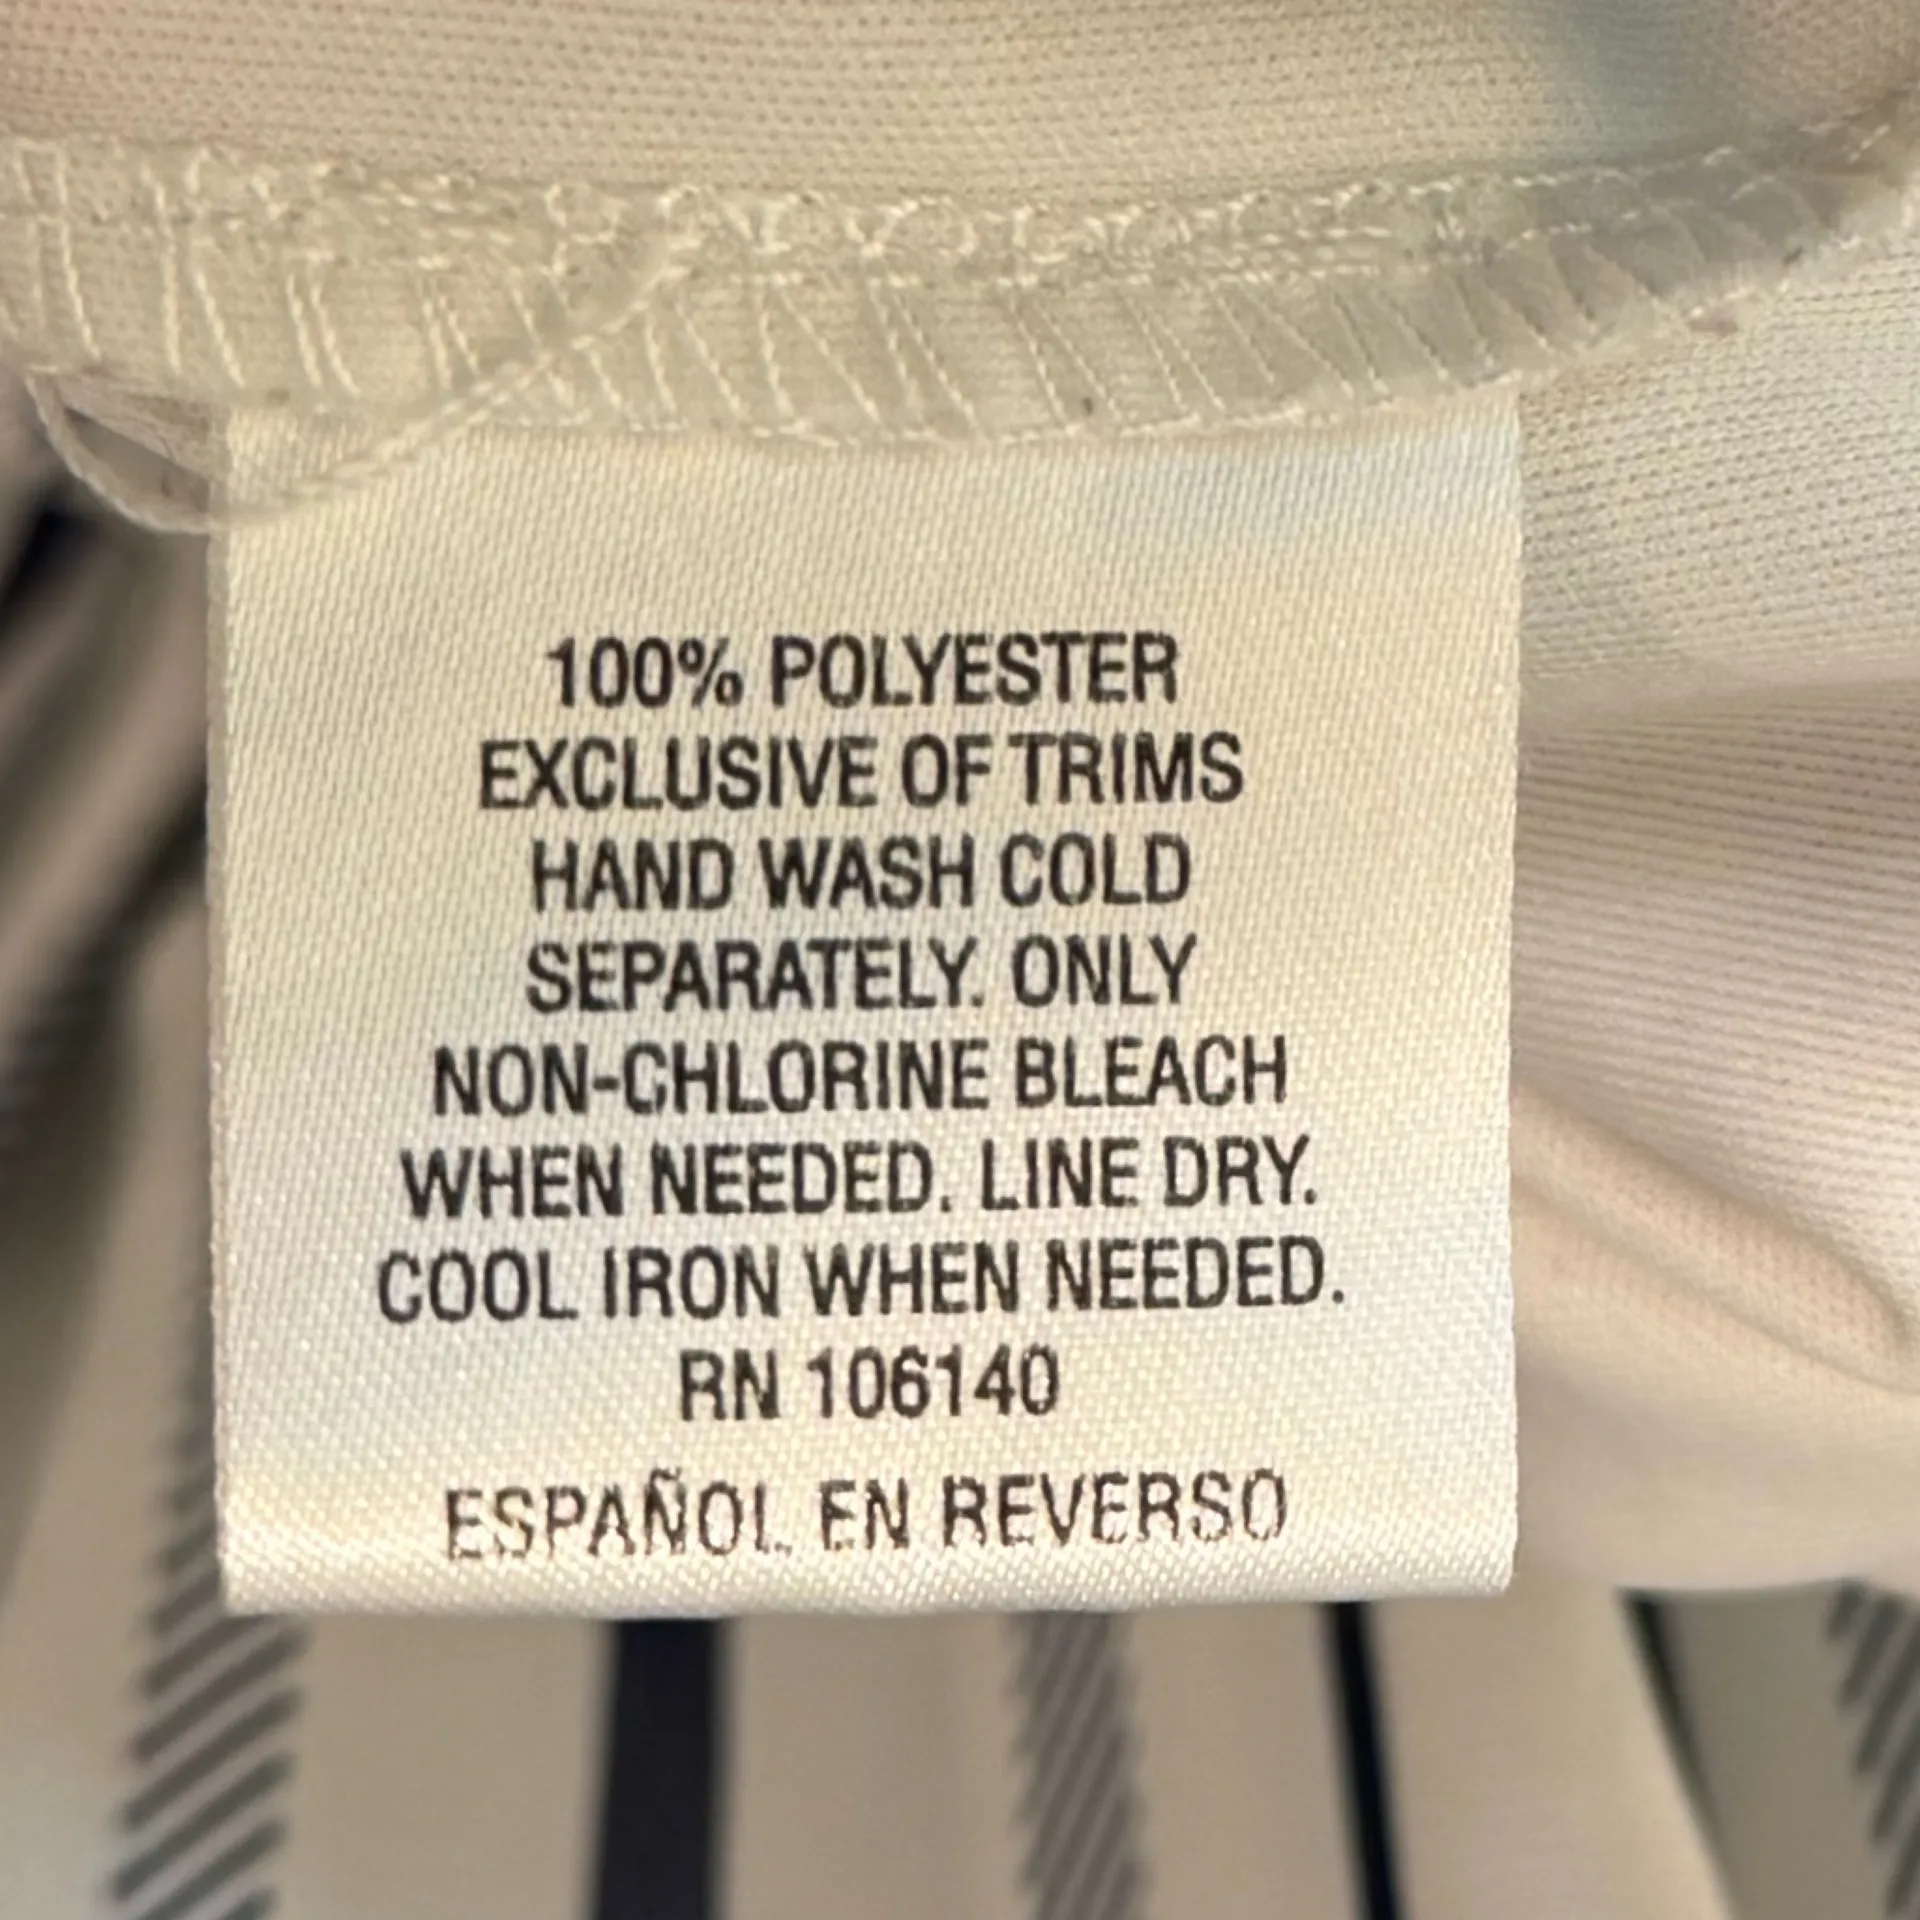 100% POLYESTER
EXCLUSIVE OF TRIMS
HAND WASH COLD
SEPARATELY. ONLY
NON-CHLORINE BLEACH
WHEN NEEDED. LINE DRY.
COOL IRON WHEN NEEDED.
RN 106140
ESPAÑOL EN REVERSO